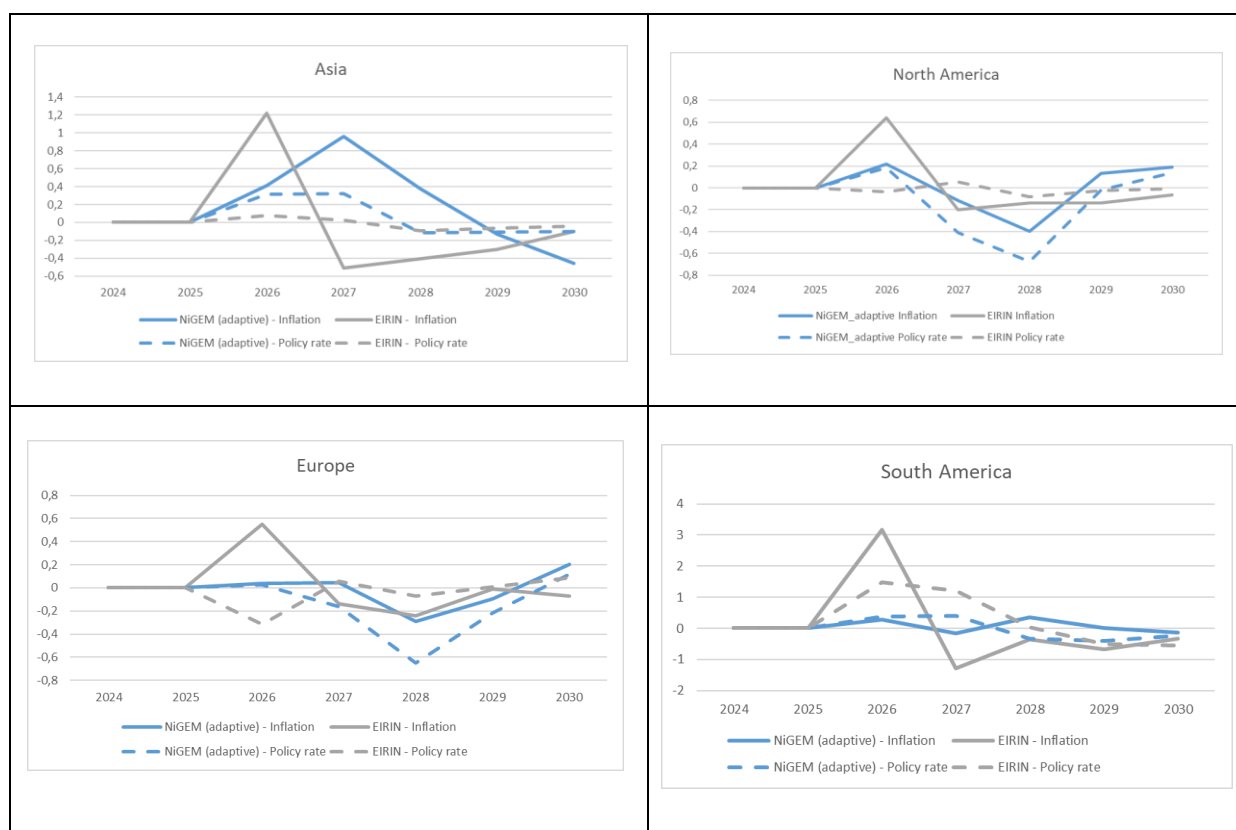 Asia
1,4
1,2
1
0,8
0,6
0,4
0,2
0
-0,2
-0,4
-0,6
2024 2025 2026 2027 2028 2029 2030
NiGEM (adaptive) - Inflation EIRIN - Inflation
NiGEM (adaptive) - Policy rate EIRIN - Policy rate
North America
0,8
0,6
0,4
0,2
0
-0,2
-0,4
-0,6
-0,8
2024 2025 2026 2027 2028 2029 2030
NiGEM_adaptive Inflation EIRIN Inflation
NiGEM_adaptive Policy rate EIRIN Policy rate
Europe
0,8
0,6
0,4
0,2
0
-0,2
-0,4
-0,6
-0,8
2024 2025 2026 2027 2028 2029 2030
NiGEM (adaptive) - Inflation EIRIN - Inflation
NiGEM (adaptive) - Policy rate EIRIN - Policy rate
South America
4
3
2
1
0
-1
-2
2024 2025 2026 2027 2028 2029 2030
NiGEM (adaptive) - Inflation EIRIN - Inflation
NiGEM (adaptive) - Policy rate EIRIN - Policy rate